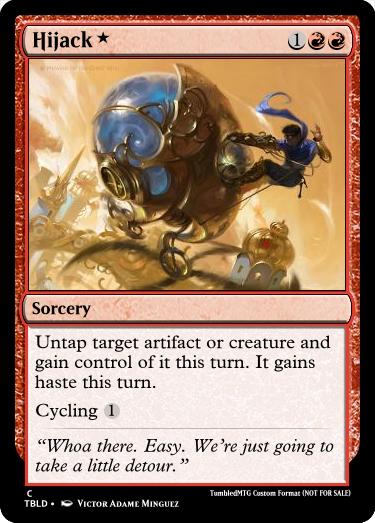 Hijack ★ 1
Sorcery
Untap target artifact or creature and
gain control of it this turn. It gains
haste this turn.
Cycling 1
“Whoa there. Easy. We’re just going to
take a little detour.”
C
TBLD • Victor Adame Minguez
TumbledMTG Custom Format (NOT FOR SALE)